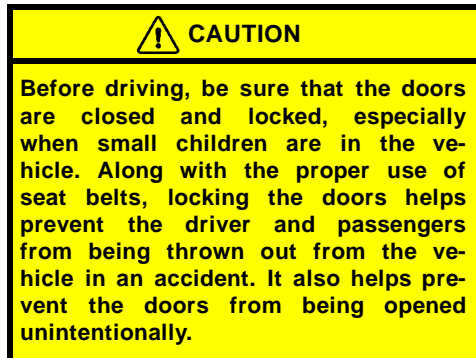 CAUTION
Before driving, be sure that the doors
are closed and locked, especially
when small children are in the ve-
hicle. Along with the proper use of
seat belts, locking the doors helps
prevent the driver and passengers
from being thrown out from the ve-
hicle in an accident. It also helps pre-
vent the doors from being opened
unintentionally.